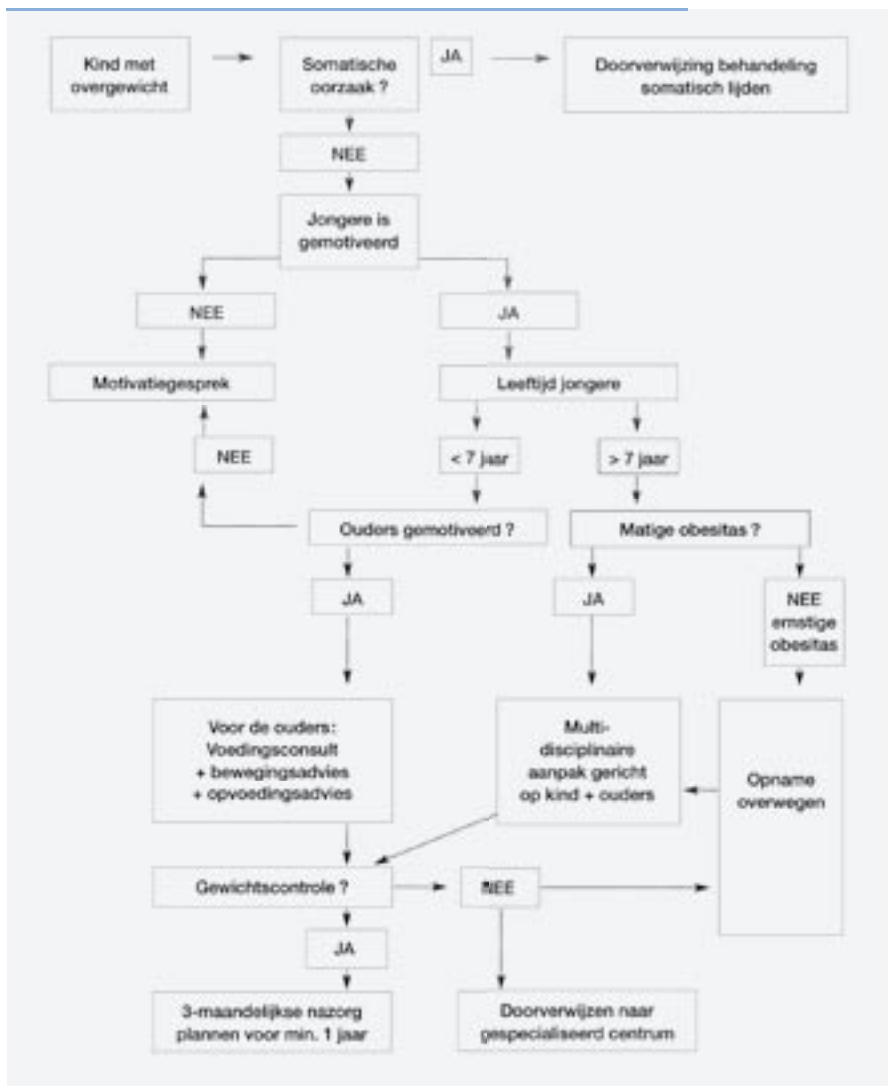 Kind met
overgewicht
Somatische
oorzaak ?
JA
Doorverwijzing behandeling
somatisch lijden
NEE
Jongere is
gemotiveerd
NEE
JA
Motivatiegesprek
Leeftijd jongere
NEE
< 7 jaar
> 7 jaar
Ouders gemotiveerd ?
Matige obesitas ?
JA
JA
NEE
ernstige
obesitas
Voor de ouders:
Voedingsconsult
+ bewegingsadvies
+ opvoedingsadvies
Multi-
disciplinaire
aanpak gericht
op kind + ouders
Opname
overwegen
Gewichtscontrole ?
NEE
JA
3-maandelijkse nazorg
plannen voor min. 1 jaar
Doorverwijzen naar
gespecialiseerd centrum